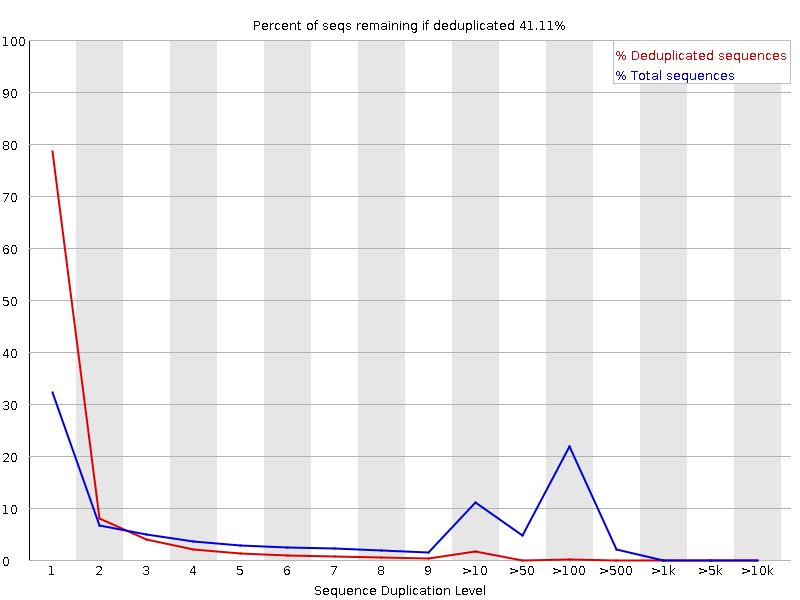 Percent of seqs remaining if deduplicated 41.11%
% Deduplicated sequences
% Total sequences
100
90
80
70
60
50
40
30
20
10
0
1 2 3 4 5 6 7 8 9 >10 >50 >100 >500 >1k >5k >10k
Sequence Duplication Level